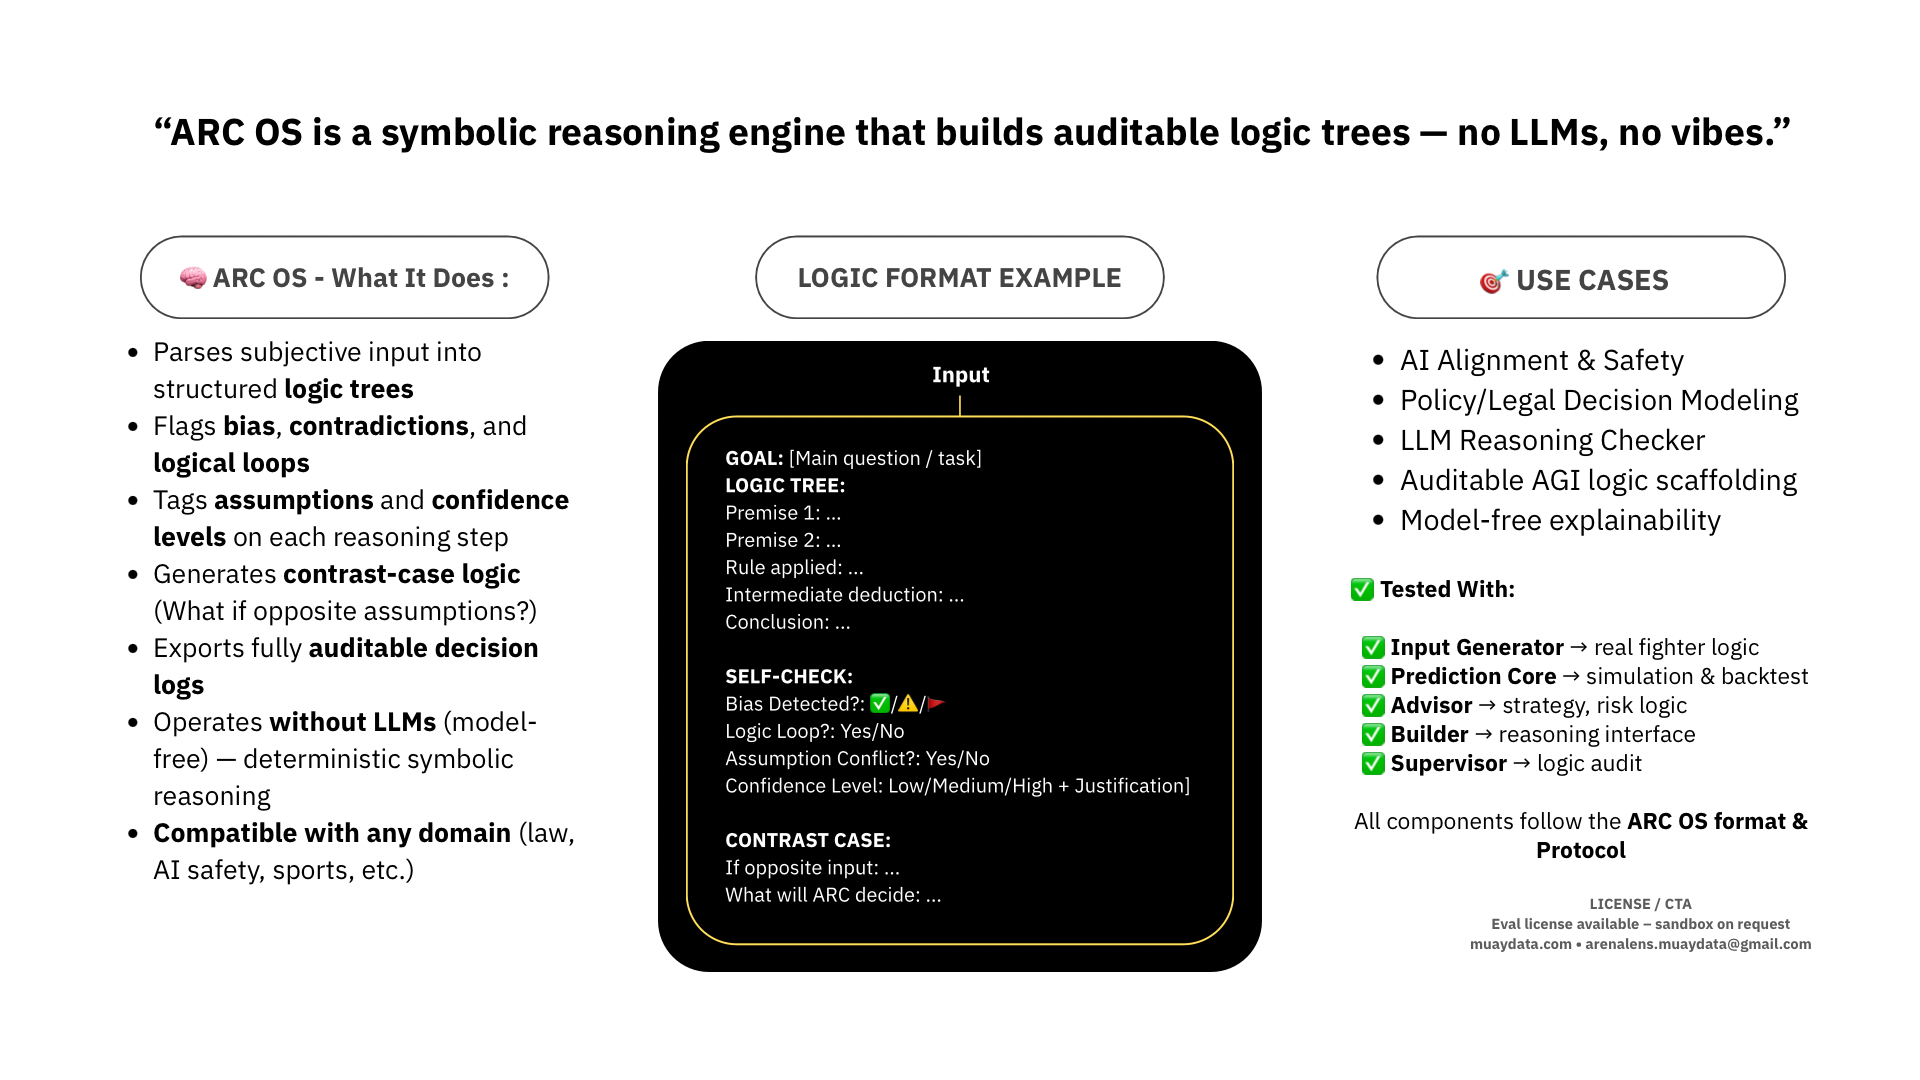 “ARC OS is a symbolic reasoning engine that builds auditable logic trees — no LLMs, no vibes.”
🧠 ARC OS - What It Does :
• Parses subjective input into
structured logic trees
• Flags bias, contradictions, and
logical loops
• Tags assumptions and confidence
levels on each reasoning step
• Generates contrast-case logic
(What if opposite assumptions?)
• Exports fully auditable decision
logs
• Operates without LLMs (model-
free) — deterministic symbolic
reasoning
• Compatible with any domain (law,
AI safety, sports, etc.)
LOGIC FORMAT EXAMPLE
Input
GOAL: [Main question / task]
LOGIC TREE:
Premise 1: ...
Premise 2: ...
Rule applied: ...
Intermediate deduction: ...
Conclusion: ...
SELF-CHECK:
Bias Detected?: ✅/⚠️/🚩
Logic Loop?: Yes/No
Assumption Conflict?: Yes/No
Confidence Level: Low/Medium/High + Justification]
CONTRAST CASE:
If opposite input: ...
What will ARC decide: ...
🎯 USE CASES
• AI Alignment & Safety
• Policy/Legal Decision Modeling
• LLM Reasoning Checker
• Auditable AGI logic scaffolding
• Model-free explainability
✅ Tested With:
✅ Input Generator → real fighter logic
✅ Prediction Core → simulation & backtest
✅ Advisor → strategy, risk logic
✅ Builder → reasoning interface
✅ Supervisor → logic audit
All components follow the ARC OS format &
Protocol
LICENSE / CTA
Eval license available – sandbox on request
muaydata.com • arenalens.muaydata@gmail.com